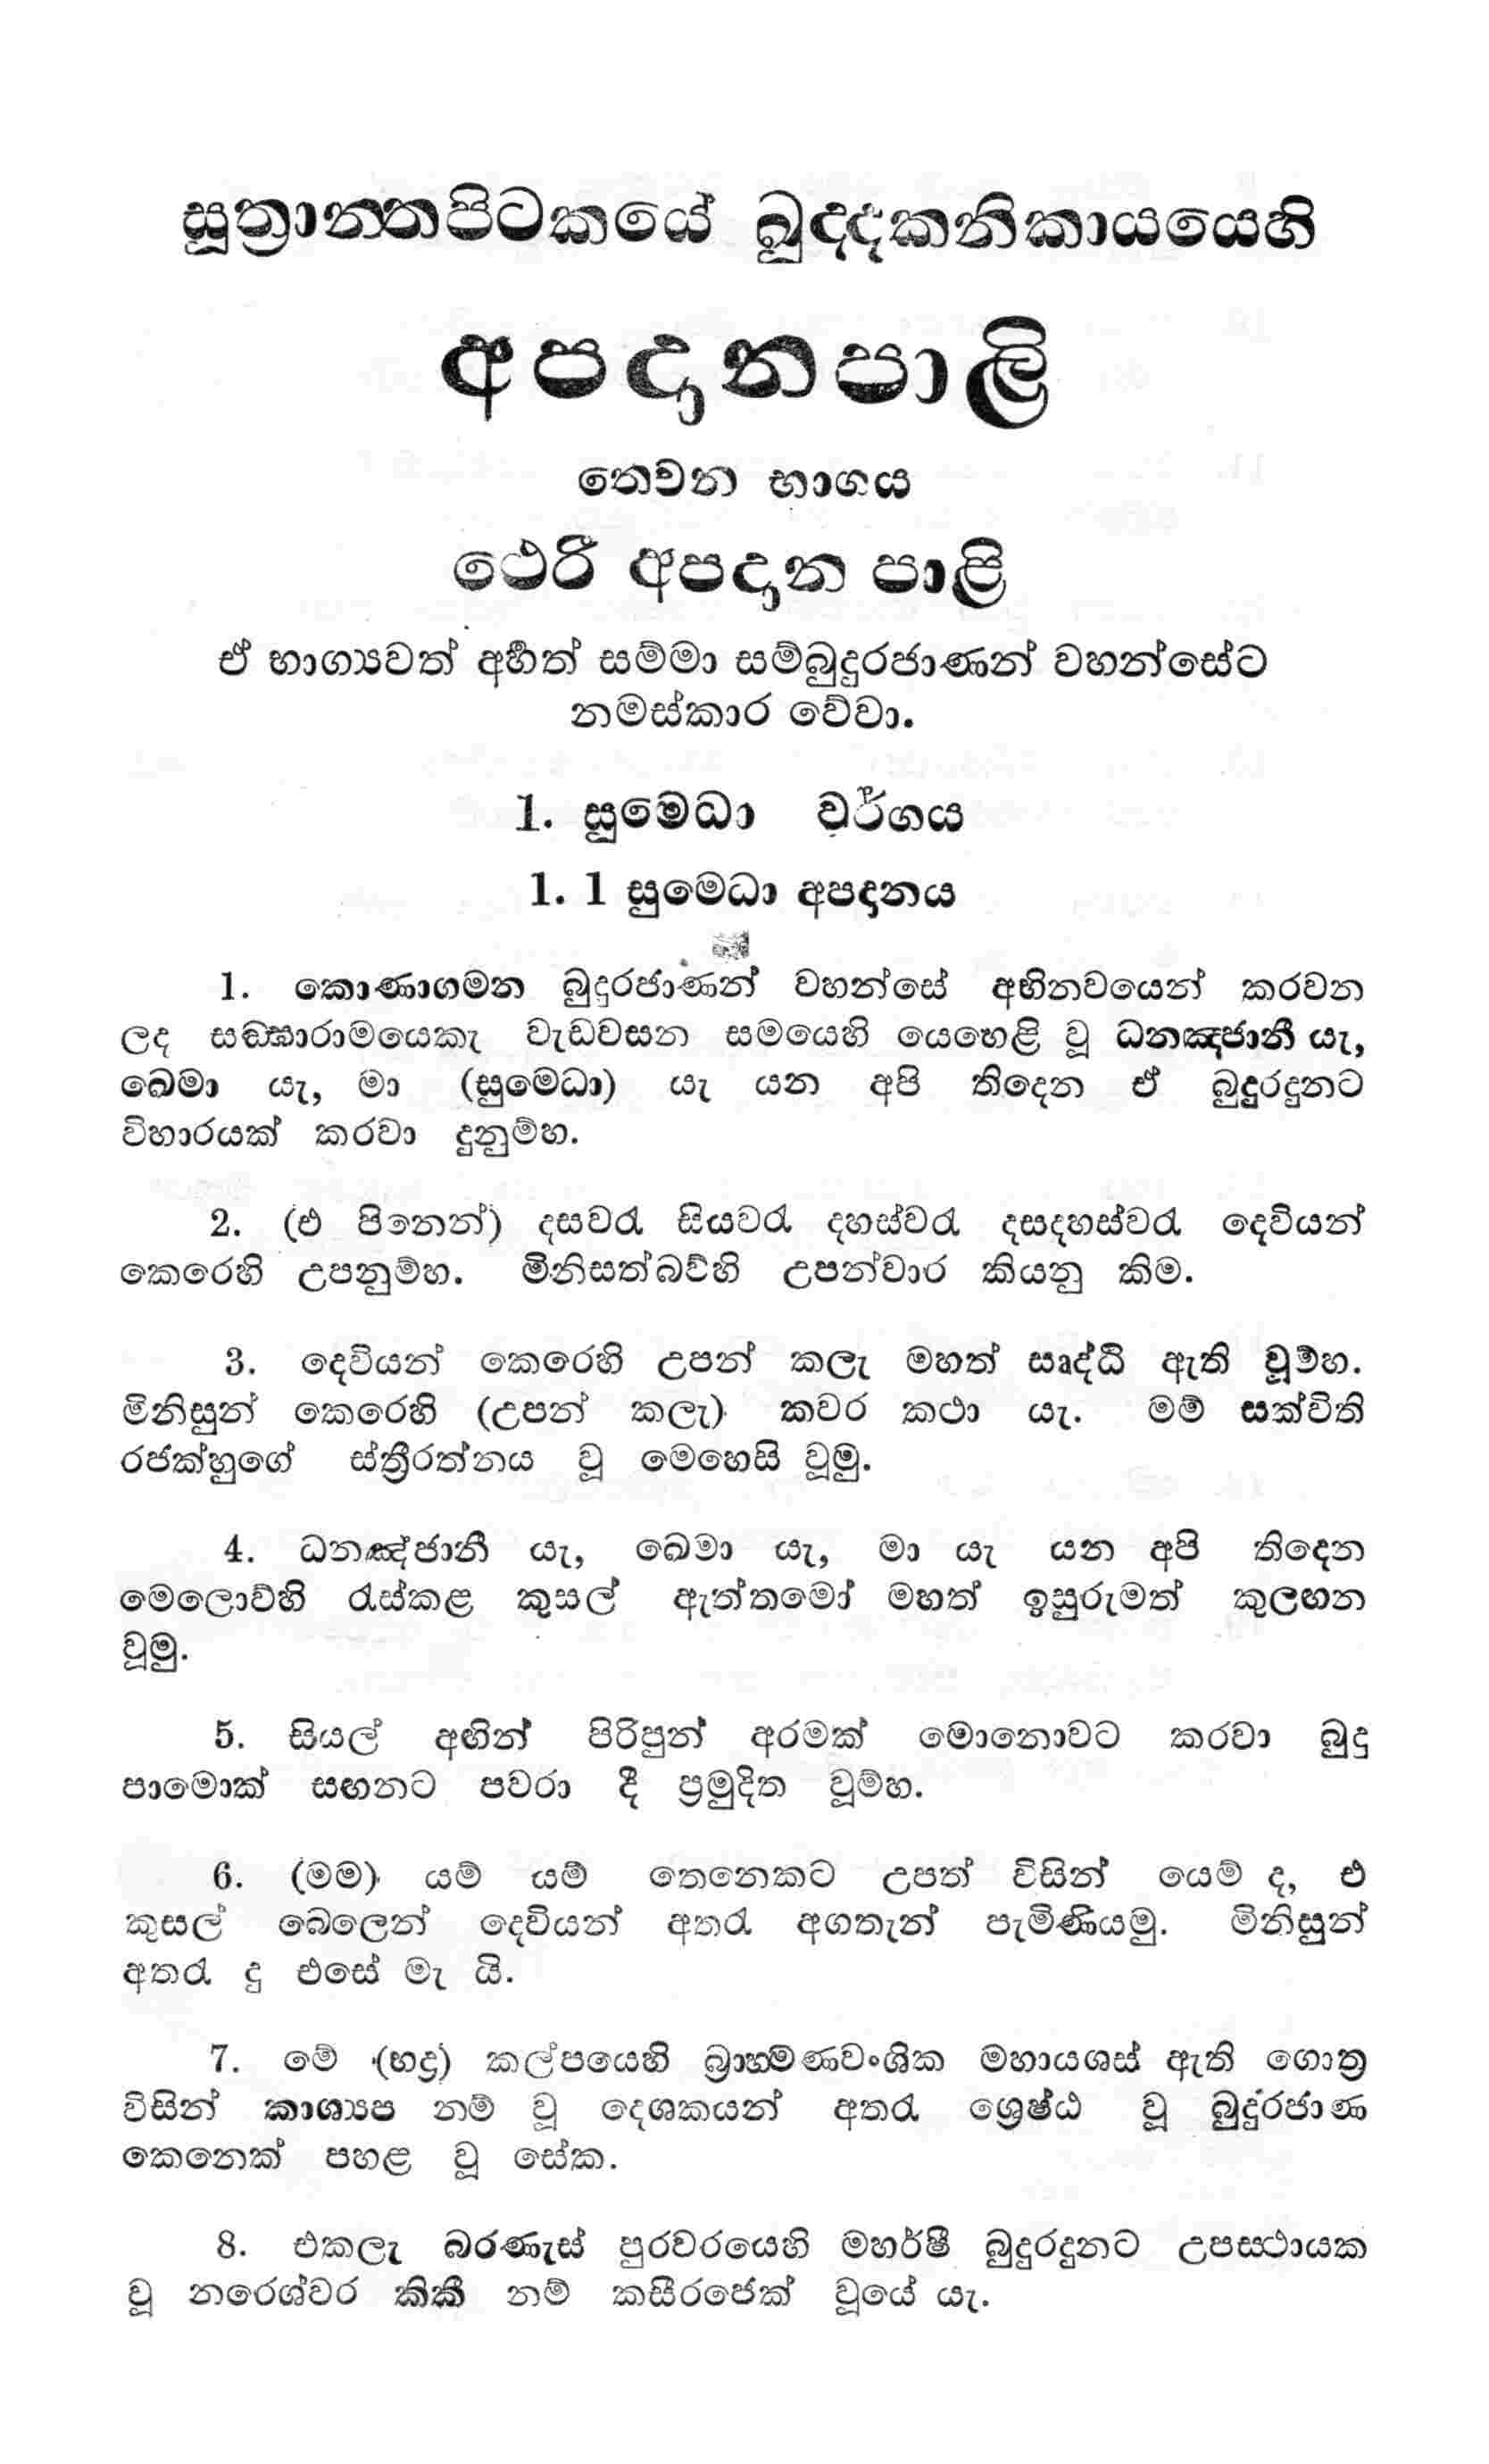 සූත්‍රාන්‍තපිටකයේ ඛුද්‍දකනිකායයෙහි
අපදානපාලි
තෙවන භාගය
ථෙරී අපදාන පාළි
ඒ භාග්‍යවත් අර්‍හත් සම්මා සම්බුදුරජාණන් වහන්සේට
නමස්කාර වේවා.
1. සුමෙධා වර්‍ගය
1. 1 සුමෙධා අපදානය
1. කොණාගමන බුදුරජාණන් වහන්සේ අභිනවයෙන් කරවන
ලද සඞ්ඝාරාමයෙකැ වැඩවසන සමයෙහි යෙහෙළි වූ ධනඤ්ජානී යැ,
ඛෙමා යැ, මා (සුමෙධා) යැ යන අපි තිදෙන ඒ බුදුරදුනට
විහාරයක් කරවා දුනුම්හ.
2. (එ පිනෙන්) දසවරැ සියවරැ දහස්වරැ දසදහස්වරැ දෙවියන්
කෙරෙහි උපනුම්හ. මිනිසත්බව්හි උපන්වාර කියනු කිම.
3. දෙවියන් කෙරෙහි උපන් කලැ මහත් සෘද්ධි ඇති වූම්හ.
මිනිසුන් කෙරෙහි (උපන් කලැ) කවර කථා යැ. මම් සක්විති
රජක්හුගේ ස්ත්‍රීරත්නය වූ මෙහෙසි වූමු.
4. ධනඤ්ජානී යැ, ඛෙමා යැ, මා යැ යන අපි තිදෙන
මෙලොව්හි රැස්කළ කුසල් ඇත්තමෝ මහත් ඉසුරුමත් කුලඟන
වූමු.
5. සියල් අඟින් පිරිපුන් අරමක් මොනොවට කරවා බුදු
පාමොක් සඟනට පවරා දී ප්‍රමුදිත වූම්හ.
6. (මම) යම් යම් තෙනෙකට උපත් විසින් යෙම් ද, එ
කුසල් බෙලෙන් දෙවියන් අතරැ අගතැන් පැමිණියමු. මිනිසුන්
අතරැ දු එසේ මැ යි.
7. මේ (භද්‍ර) කල්පයෙහි බ්‍රාහ්මණවංශික මහායශස් ඇති ගොත්‍ර
විසින් කාශ්‍යප නම් වූ දෙශකයන් අතරැ ශ්‍රෙෂ්ඨ වූ බුදුරජාණ
කෙනෙක් පහළ වූ සේක.
8. එකලැ බරණැස් පුරවරයෙහි මහර්‍ෂී බුදුරදුනට උපස්ථායක
වූ නරෙශ්වර කිකී නම් කසීරජෙක් වූයේ යැ.